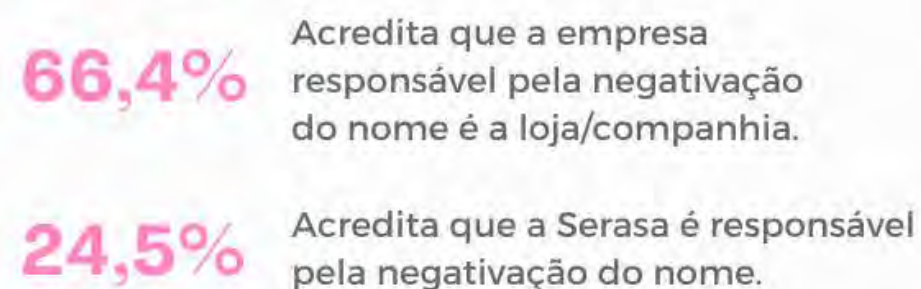 66,4%
Acredita que a empresa
responsável pela negativação
do nome é a loja/companhia.
24,5%
Acredita que a Serasa é responsável
pela negativação do nome.